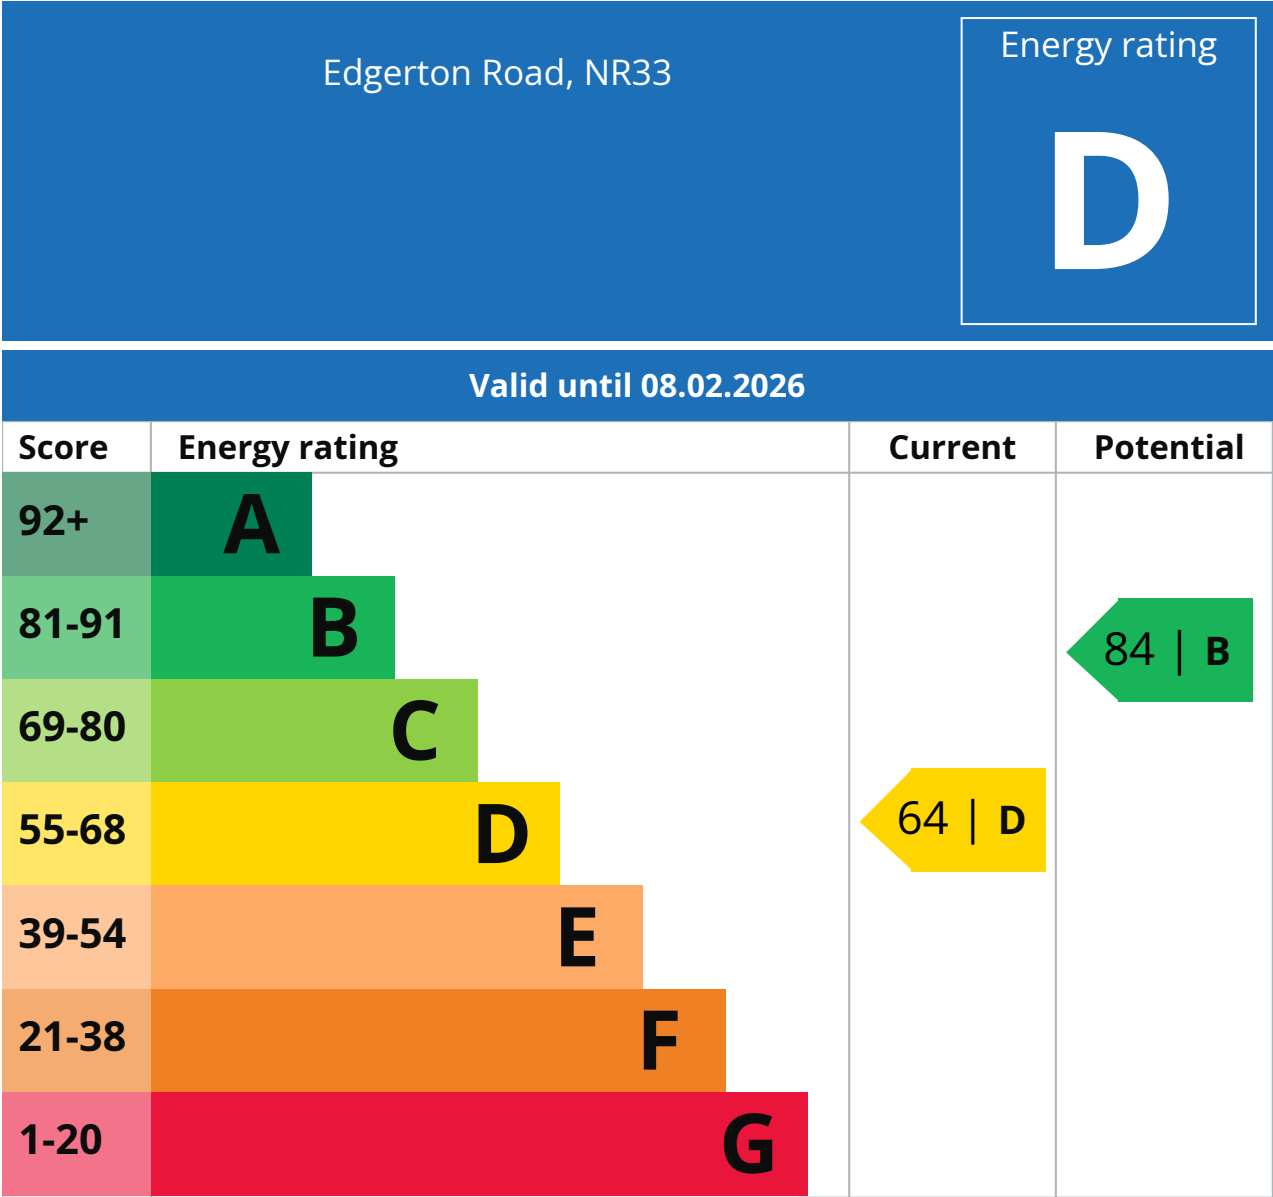 Edgerton Road, NR33
Energy rating
D
Valid until 08.02.2026
Score Energy rating Current Potential
92+ A
81-91 B
84 | B
69-80 C
55-68 D
64 | D
39-54 E
21-38 F
1-20 G